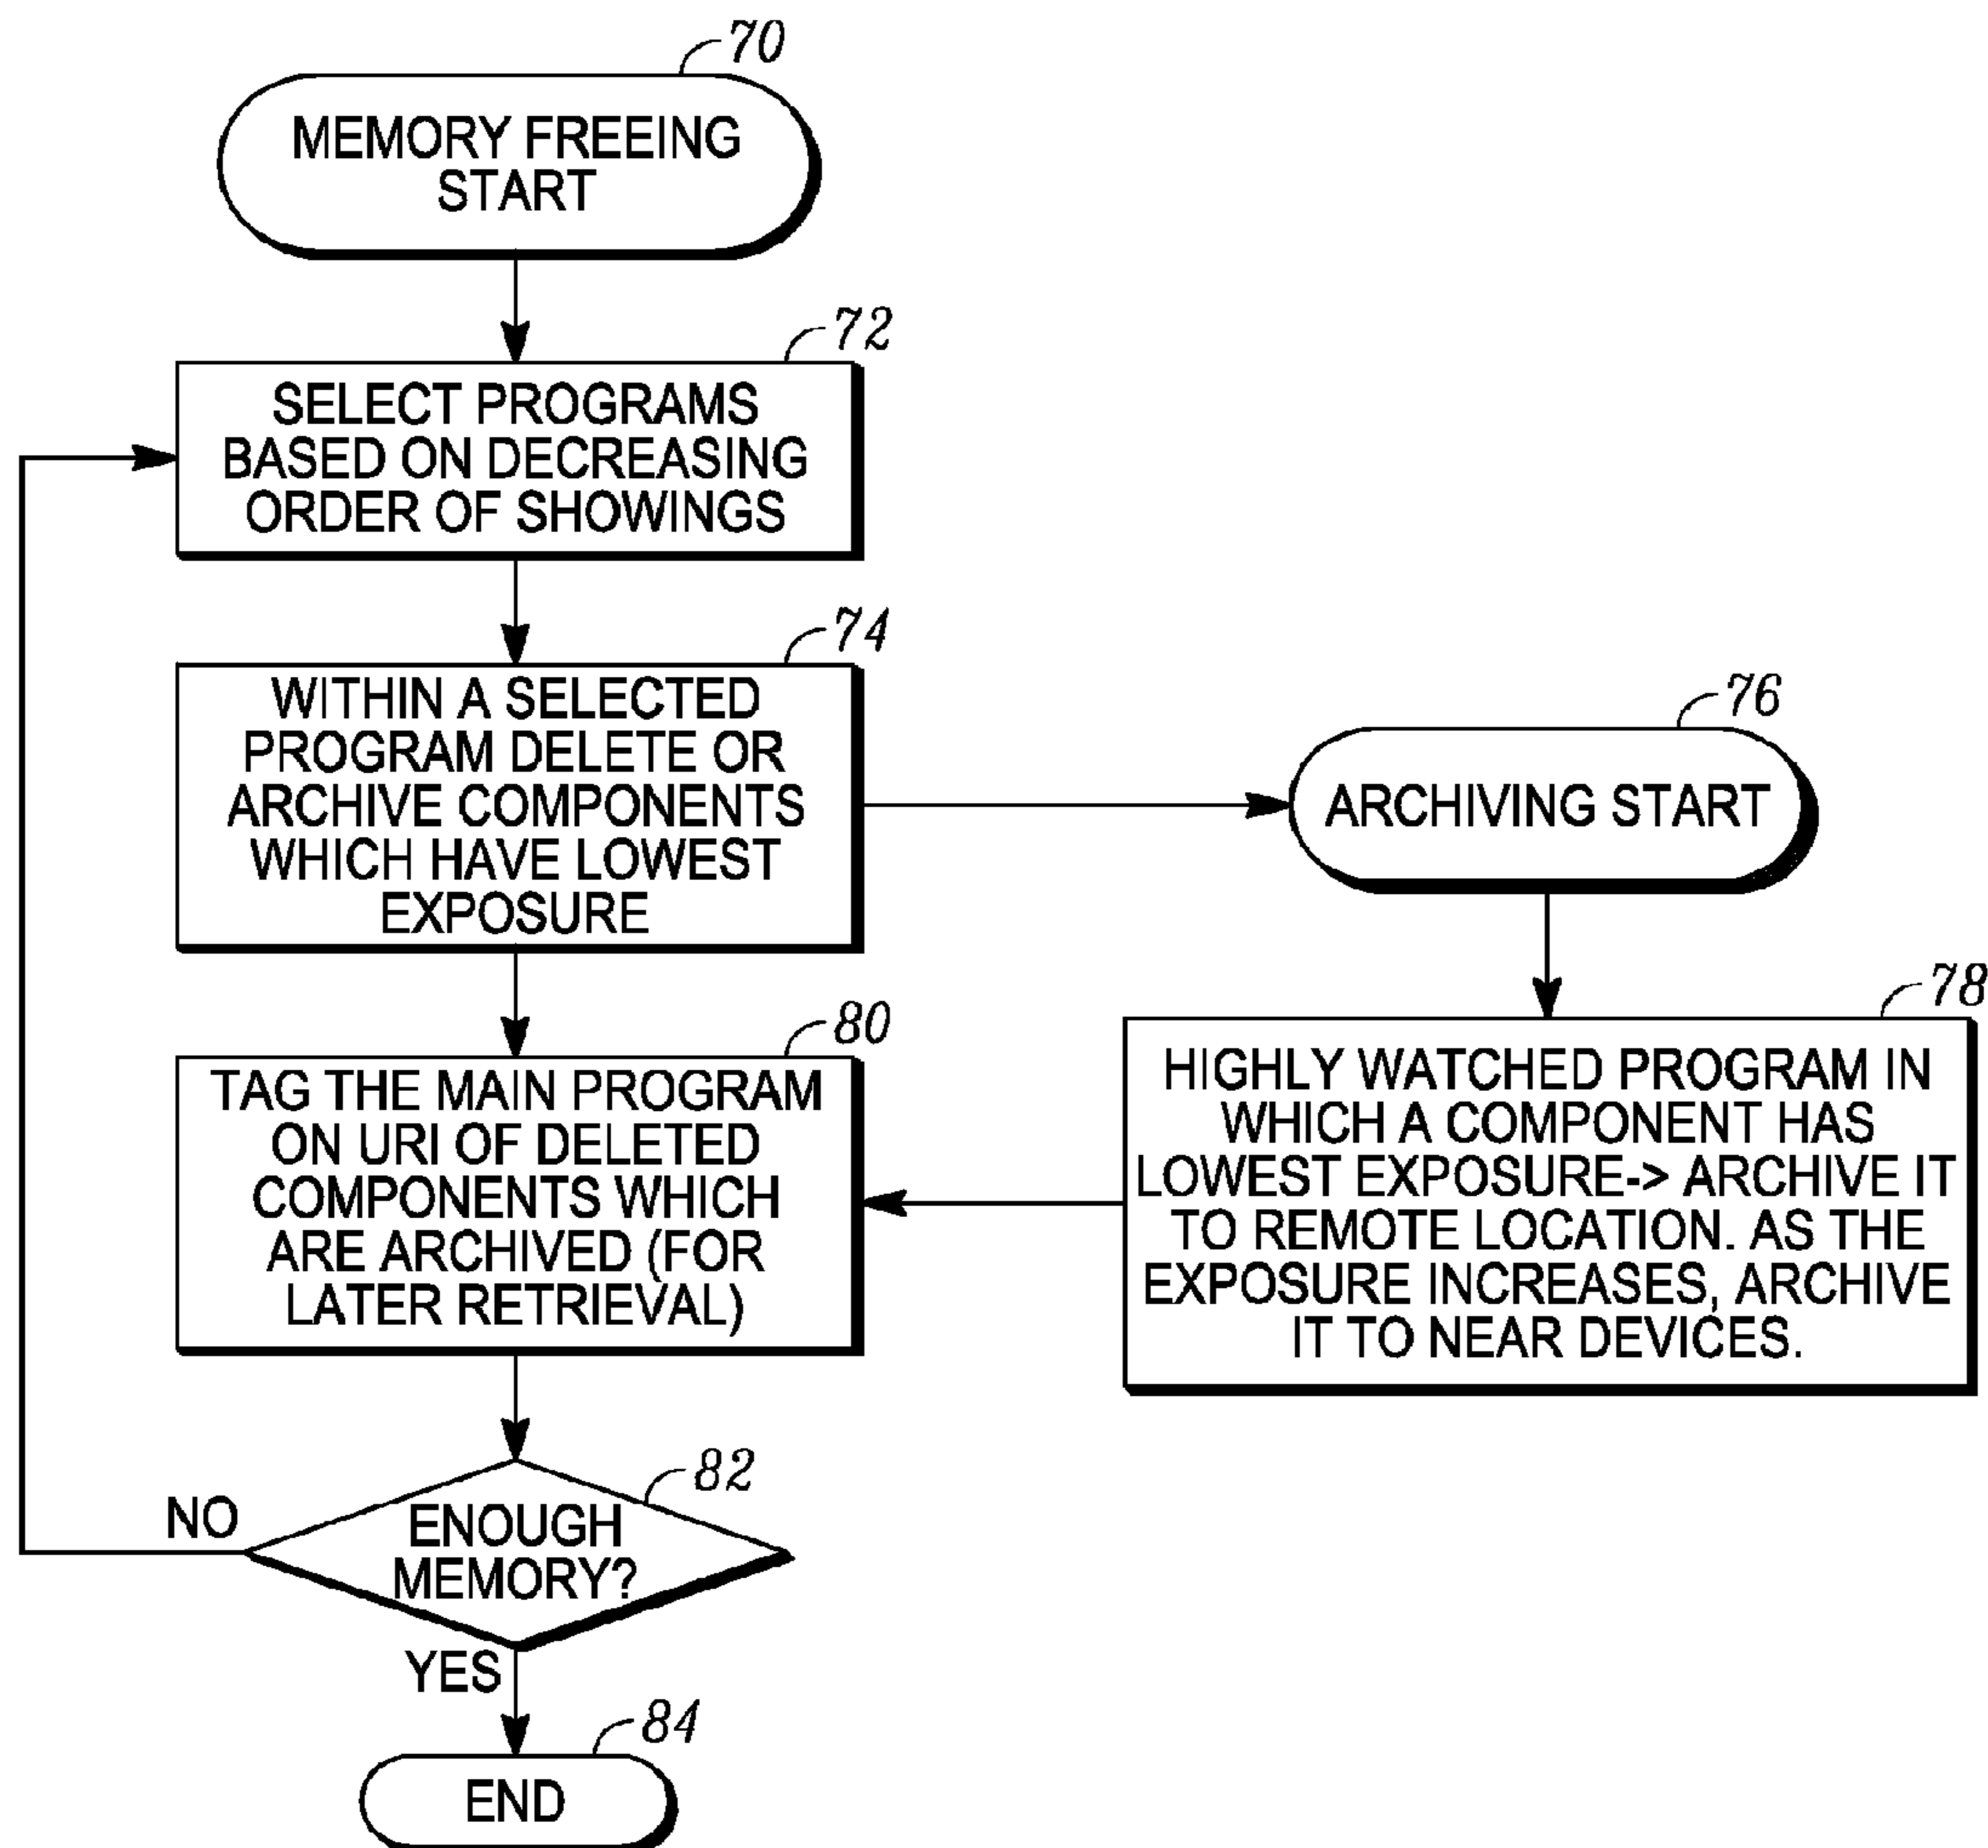 70
MEMORY FREEING
START
72
SELECT PROGRAMS
BASED ON DECREASING
ORDER OF SHOWINGS
74
WITHIN A SELECTED
PROGRAM DELETE OR
ARCHIVE COMPONENTS
WHICH HAVE LOWEST
EXPOSURE
76
ARCHIVING START
78
HIGHLY WATCHED PROGRAM IN
WHICH A COMPONENT HAS
LOWEST EXPOSURE-> ARCHIVE IT
TO REMOTE LOCATION. AS THE
EXPOSURE INCREASES, ARCHIVE
IT TO NEAR DEVICES.
80
TAG THE MAIN PROGRAM
ON URI OF DELETED
COMPONENTS WHICH
ARE ARCHIVED (FOR
LATER RETRIEVAL)
82
ENOUGH
MEMORY?
NO
YES
84
END